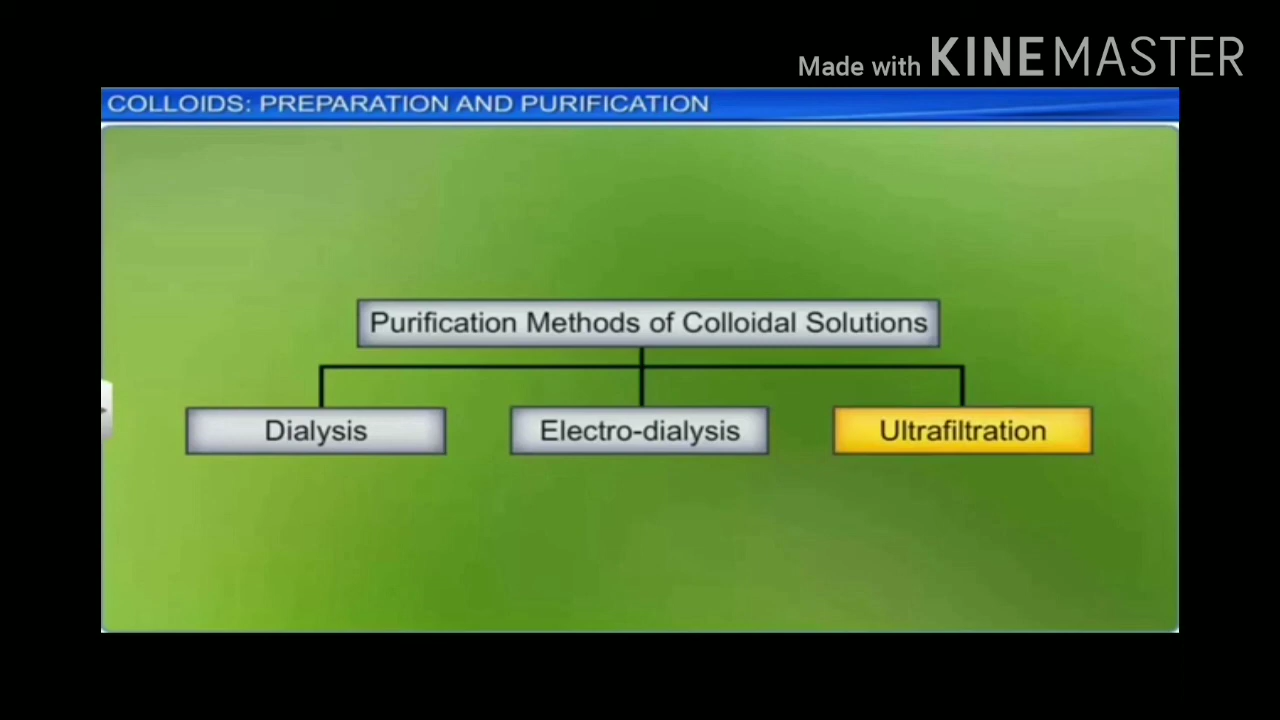 Made with KINEMASTER
COLLOIDS: PREPARATION AND PURIFICATION
Purification Methods of Colloidal Solutions
Dialysis
Electro-dialysis
Ultrafiltration